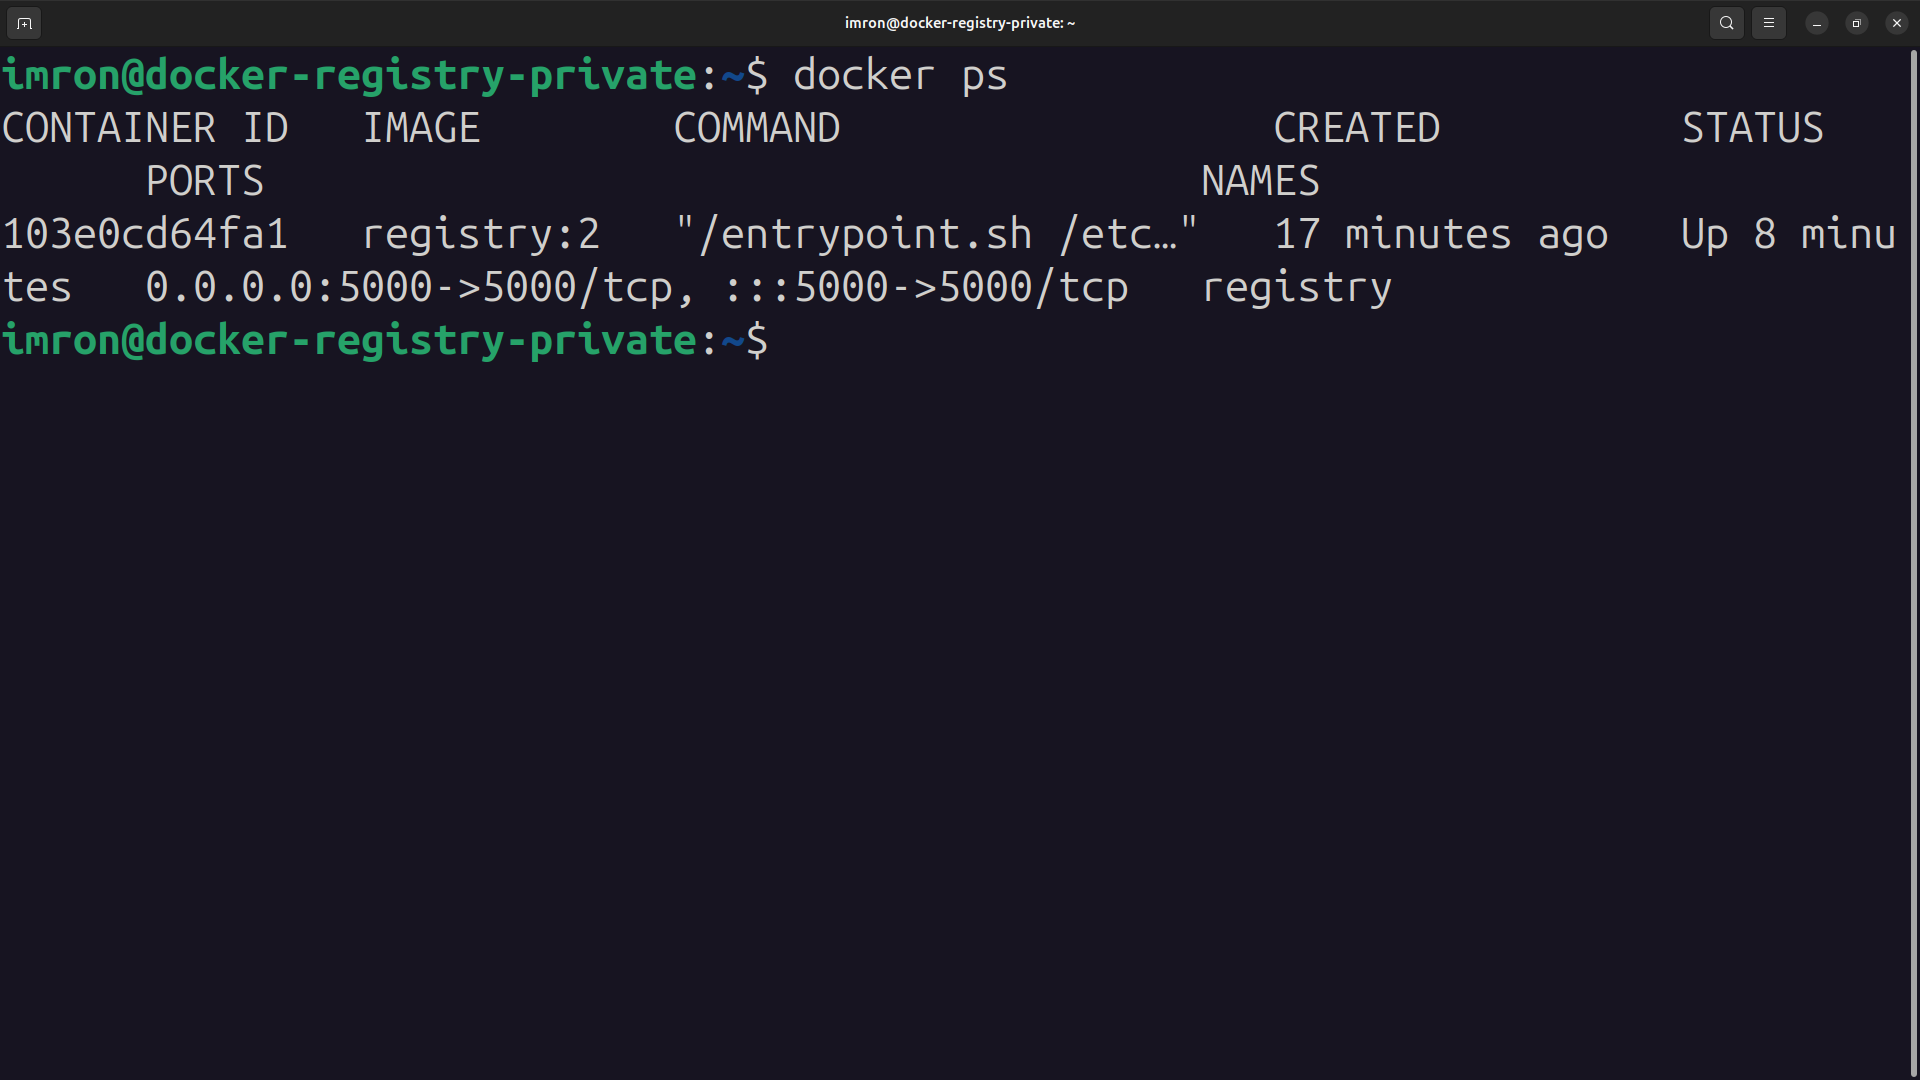 imron@docker-registry-private: ~
imron@docker-registry-private:~$ docker ps
CONTAINER ID   IMAGE        COMMAND                  CREATED          STATUS
      PORTS                                       NAMES
103e0cd64fa1   registry:2   "/entrypoint.sh /etc…"   17 minutes ago   Up 8 minu
tes   0.0.0.0:5000->5000/tcp, :::5000->5000/tcp   registry
imron@docker-registry-private:~$